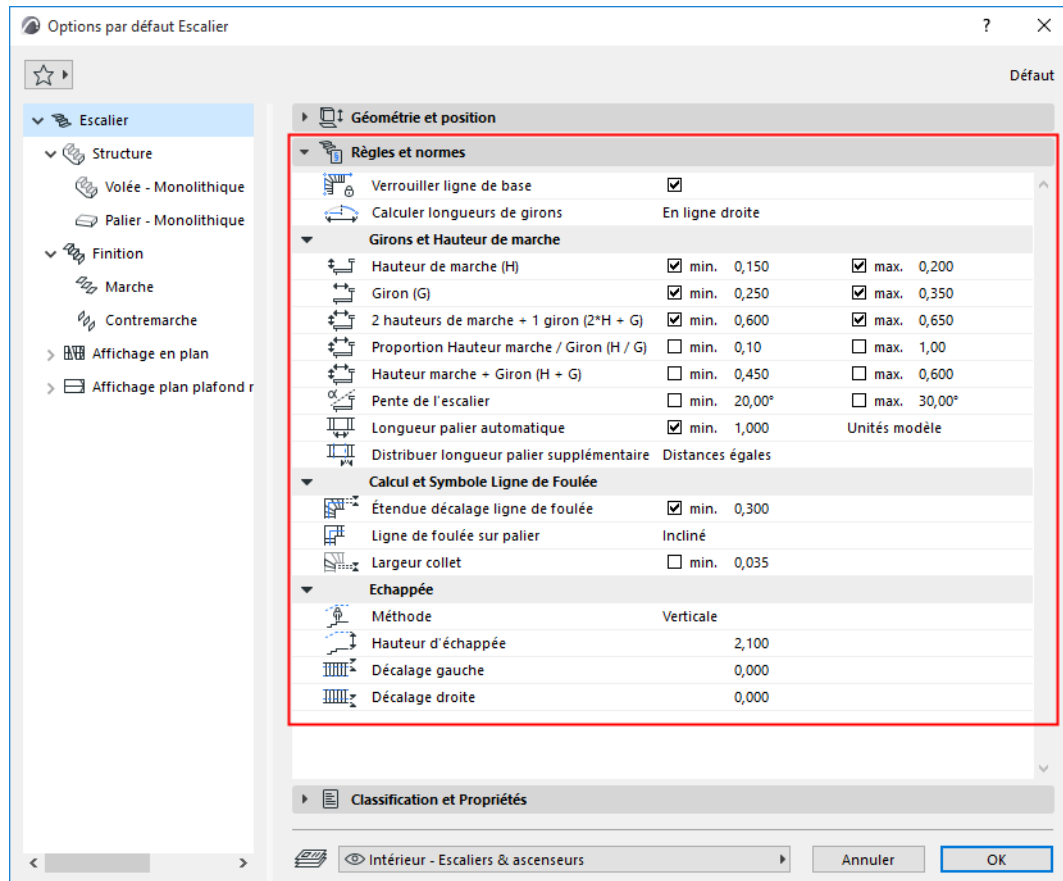 Options par défaut Escalier
?
Défaut
Escalier
Structure
Volée - Monolithique
Palier - Monolithique
Finition
Marche
Contremarche
Affichage en plan
Affichage plan plafond r
Géométrie et position
Règles et normes
Verrouiller ligne de base
Calculer longueurs de girons En ligne droite
Girons et Hauteur de marche
Hauteur de marche (H) min. 0,150 max. 0,200
Giron (G) min. 0,250 max. 0,350
2 hauteurs de marche + 1 giron (2*H + G) min. 0,600 max. 0,650
Proportion Hauteur marche / Giron (H / G) min. 0,10 max. 1,00
Hauteur marche + Giron (H + G) min. 0,450 max. 0,600
Pente de l'escalier min. 20,00° max. 30,00°
Longueur palier automatique min. 1,000 Unités modèle
Distribuer longueur palier supplémentaire Distances égales
Calcul et Symbole Ligne de Foulée
Étendue décalage ligne de foulée min. 0,300
Ligne de foulée sur palier Incliné
Largeur collet min. 0,035
Echappée
Méthode Verticale
Hauteur d'échappée 2,100
Décalage gauche 0,000
Décalage droite 0,000
Classification et Propriétés
Intérieur - Escaliers & ascenseurs
Annuler
OK